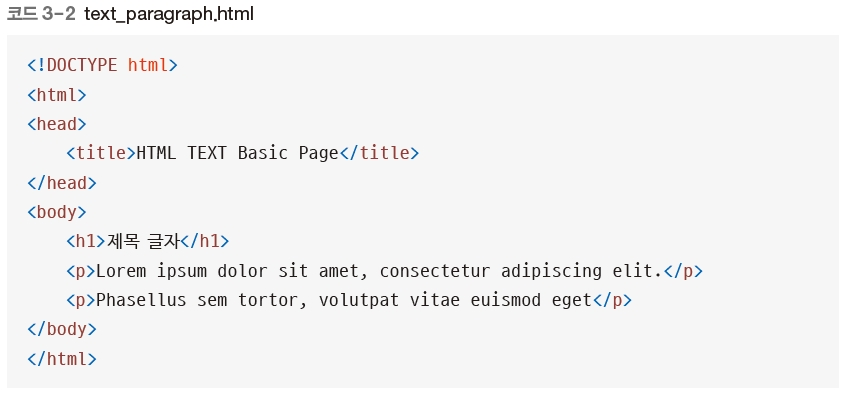 코드 3-2 text_paragraph.html
<!DOCTYPE html>
<html>
<head>
    <title>HTML TEXT Basic Page</title>
</head>
<body>
    <h1>제목 글자</h1>
    <p>Lorem ipsum dolor sit amet, consectetur adipiscing elit.</p>
    <p>Phasellus sem tortor, volutpat vitae euismod eget</p>
</body>
</html>